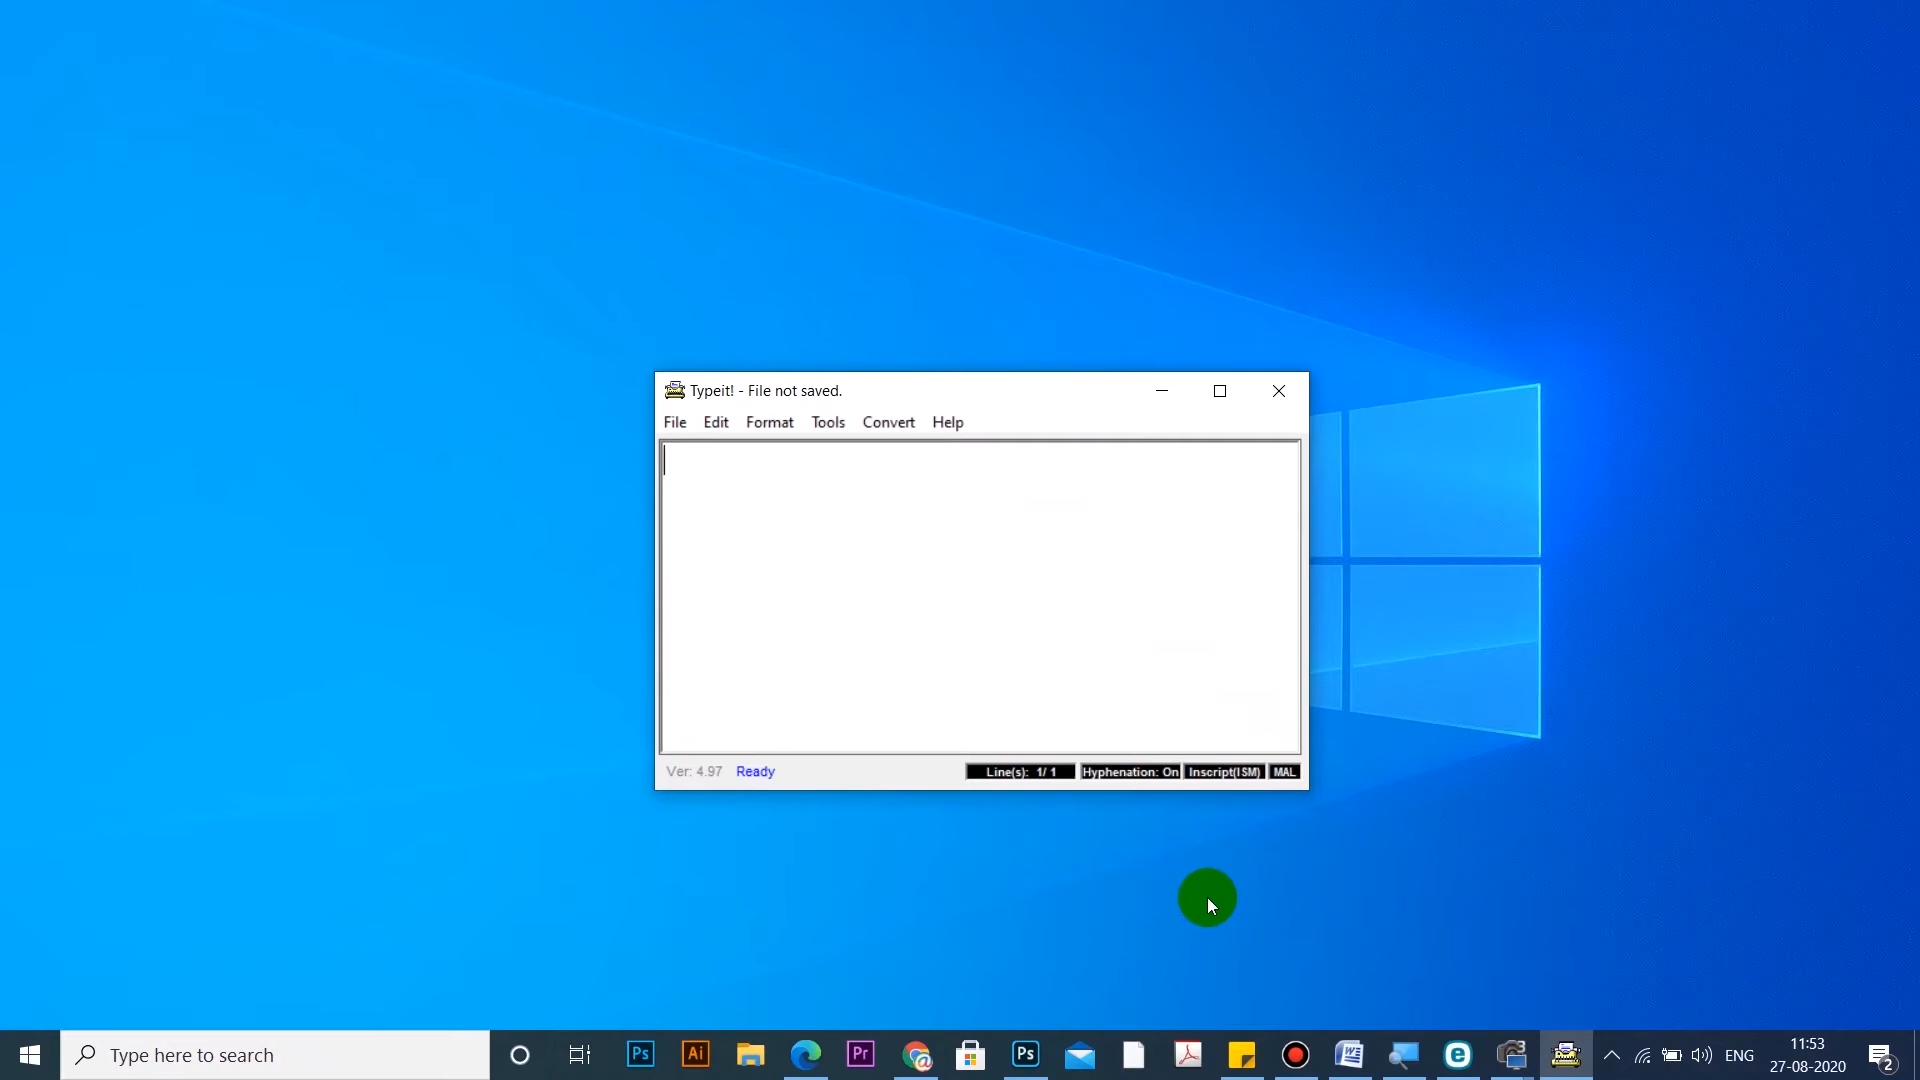 Typeit! - File not saved.
File Edit Format Tools Convert Help
Ver: 4.97 Ready Line(s): 1/ 1 Hyphenation: On Inscript(ISM) MAL
Type here to search Ps Ai Pr Ps ENG 11:53
27-08-2020 2